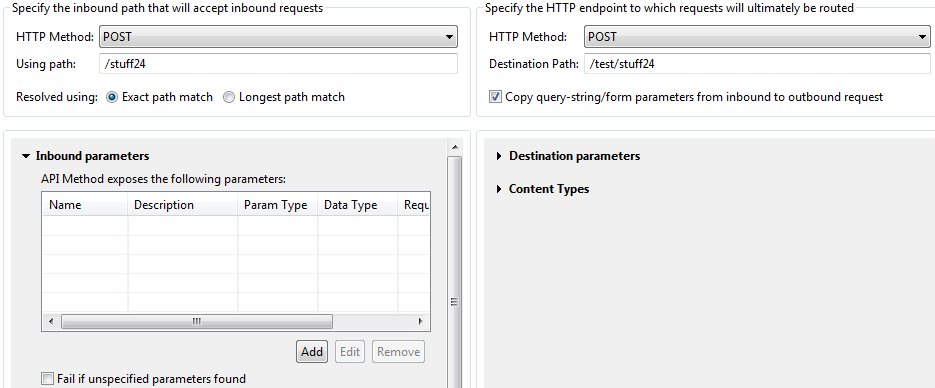 Specify the inbound path that will accept inbound requests
HTTP Method: POST
Using path: /stuff24
Resolved using: Exact path match Longest path match
Specify the HTTP endpoint to which requests will ultimately be routed
HTTP Method: POST
Destination Path: /test/stuff24
Copy query-string/form parameters from inbound to outbound request
Inbound parameters
API Method exposes the following parameters:
Name Description Param Type Data Type Requ
Add Edit Remove
Fail if unspecified parameters found
Destination parameters
Content Types